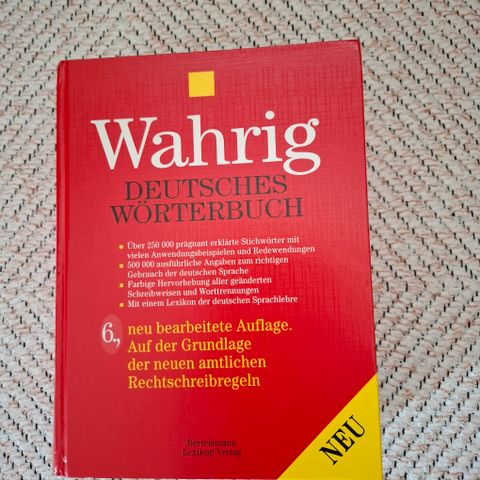 Wahrig
DEUTSCHES
WÖRTERBUCH
Über 250 000 prägnant erklärte Stichwörter mit
vielen Anwendungsbeispielen und Redewendungen
500 000 ausführliche Angaben zum richtigen
Gebrauch der deutschen Sprache
Farbige Hervorhebung aller geänderten
Schreibweisen und Worttrennungen
Mit einem Lexikon der deutschen Sprachlehre
6., neu bearbeitete Auflage.
Auf der Grundlage
der neuen amtlichen
Rechtschreibregeln
Bertelsmann
Lexikon Verlag
NEU